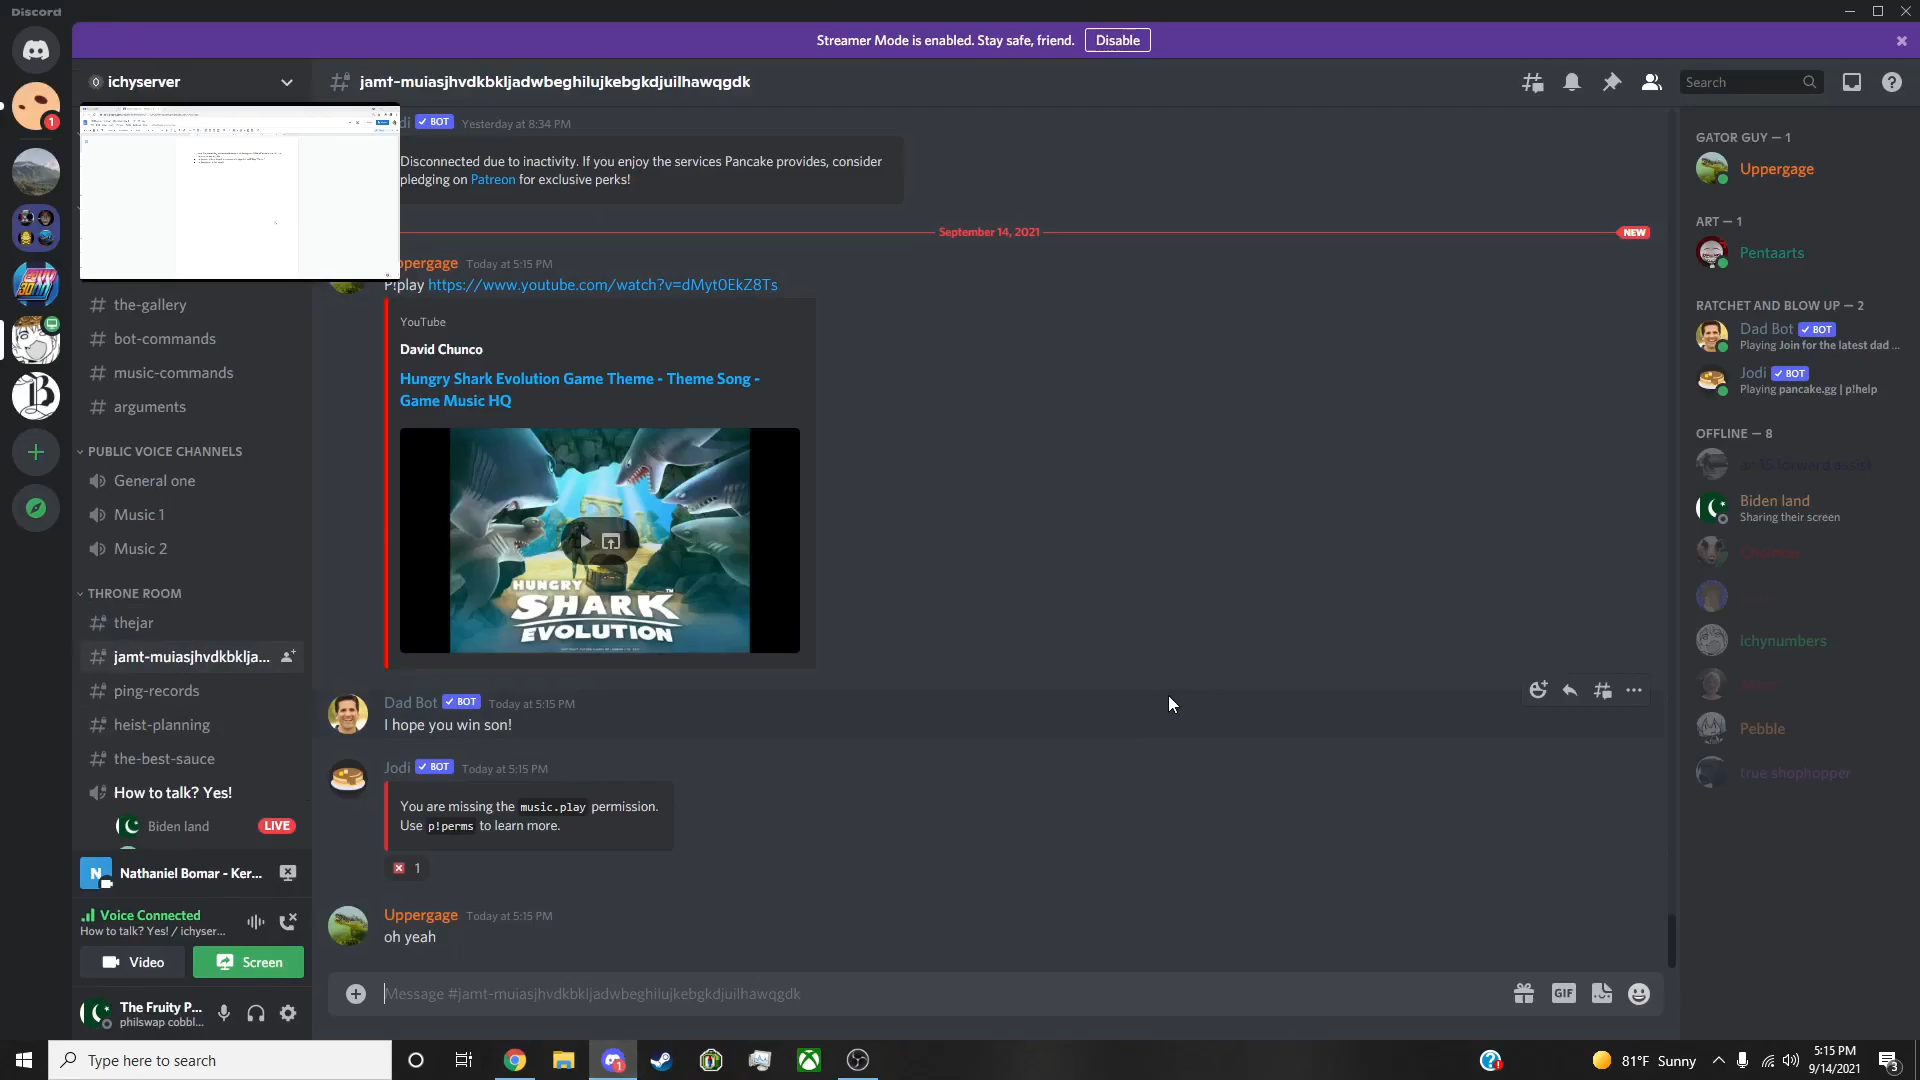 Discord
Streamer Mode is enabled. Stay safe, friend. Disable
ichyserver
jamt-muiasjhvdkbkljadwbeghilujkebgkdjuilhawqgdk
Search
the-gallery
bot-commands
music-commands
arguments
PUBLIC VOICE CHANNELS
General one
Music 1
Music 2
THRONE ROOM
thejar
jamt-muiasjhvdkbklja...
ping-records
heist-planning
the-best-sauce
How to talk? Yes!
Biden land LIVE
N Nathaniel Bomar - Ker...
Voice Connected
How to talk? Yes! / ichyser...
Video Screen
The Fruity P...
philswap cobbl...
BOT Yesterday at 8:34 PM
Disconnected due to inactivity. If you enjoy the services Pancake provides, consider
pledging on Patreon for exclusive perks!
September 14, 2021 NEW
ppergage Today at 5:15 PM
P!play https://www.youtube.com/watch?v=dMyt0EkZ8Ts
YouTube
David Chunco
Hungry Shark Evolution Game Theme - Theme Song -
Game Music HQ
HUNGRY
SHARK
EVOLUTION
Dad Bot BOT Today at 5:15 PM
I hope you win son!
Jodi BOT Today at 5:15 PM
You are missing the music.play permission.
Use p!perms to learn more.
1
Uppergage Today at 5:15 PM
oh yeah
Message #jamt-muiasjhvdkbkljadwbeghilujkebgkdjuilhawqgdk
GIF
GATOR GUY — 1
Uppergage
ART — 1
Pentaarts
RATCHET AND BLOW UP — 2
Dad Bot BOT
Playing Join for the latest dad ...
Jodi BOT
Playing pancake.gg | p!help
OFFLINE — 8
Biden land
Sharing their screen
ichynumbers
Pebble
true shophopper
Type here to search
81°F Sunny
5:15 PM
9/14/2021
3